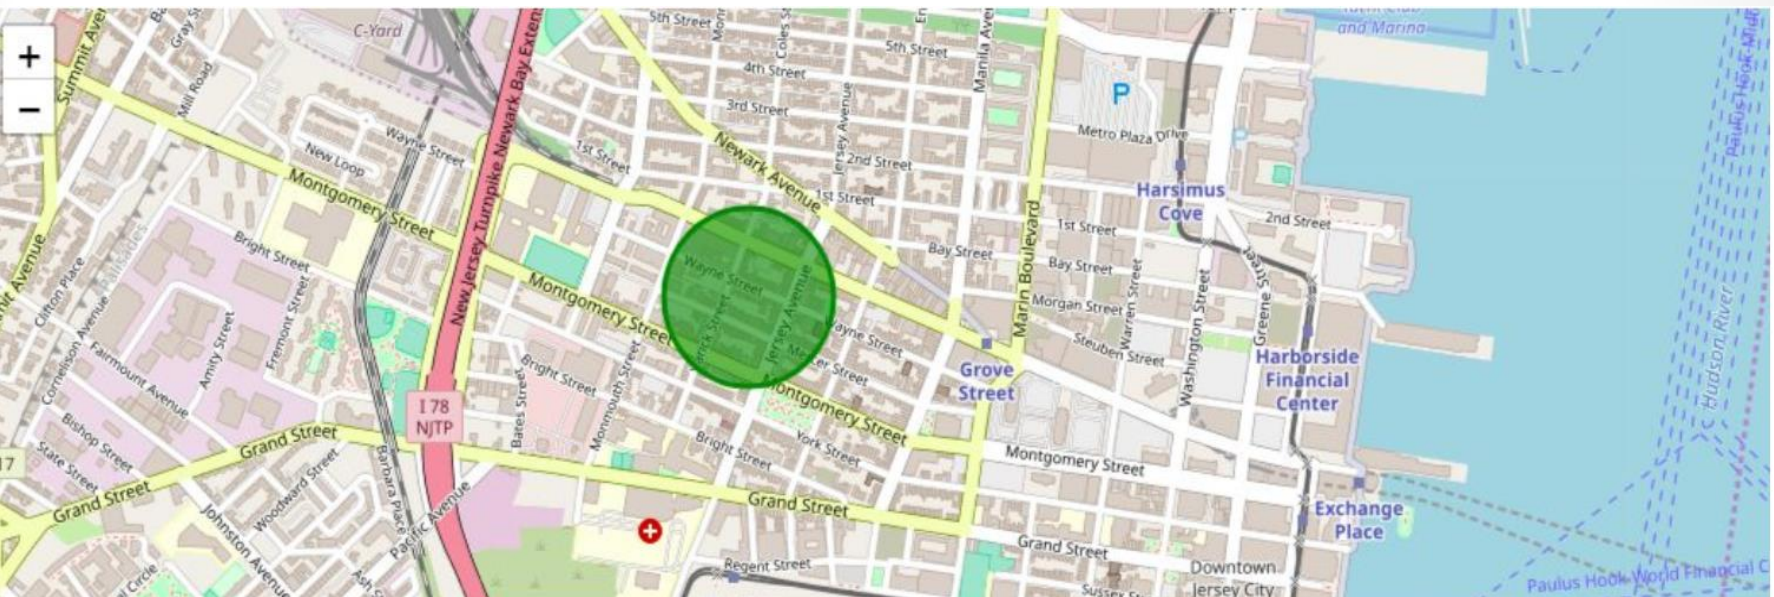 +
−
C-Yard
5th Street
Yacht Club
and Marina
Summit Avenue
Gray St
Mill Road
4th Street
5th Street
3rd Street
Jersey Avenue
Manila Aven
P
Metro Plaza Drive
Wayne Street
New Loop
1st Street
Newark Avenue
2nd Street
1st Street
Montgomery Street
New Jersey Turnpike Newark Bay Exten
Harsimus
Cove
2nd Street
1st Street
Bay Street
Bay Street
Palisades
Bright Street
Clifton Place
Cornelison Avenue
Fremont Street
Amity Street
Fairmount Avenue
Montgomery Street
Wayne Street
Jersey Avenue
Wayne Street
Mercer Street
Morgan Street
Marin Boulevard
Steuben Street
Warren Street
Washington Street
Greene Street
Grove
Street
Harborside
Financial
Center
Hudson River
I 78
NJTP
Bright Street
Bates Street
Monmouth Street
Montgomery Street
Bright Street
York Street
Montgomery Street
Bishop Street
State Street
17
Grand Street
Grand Street
Grand Street
Grand Street
Woodward Street
Johnston Avenue
Barbara Place
Pacific Avenue
Exchange
Place
Regent Street
Downtown
Jersey City
Paulus Hook-World Financial C